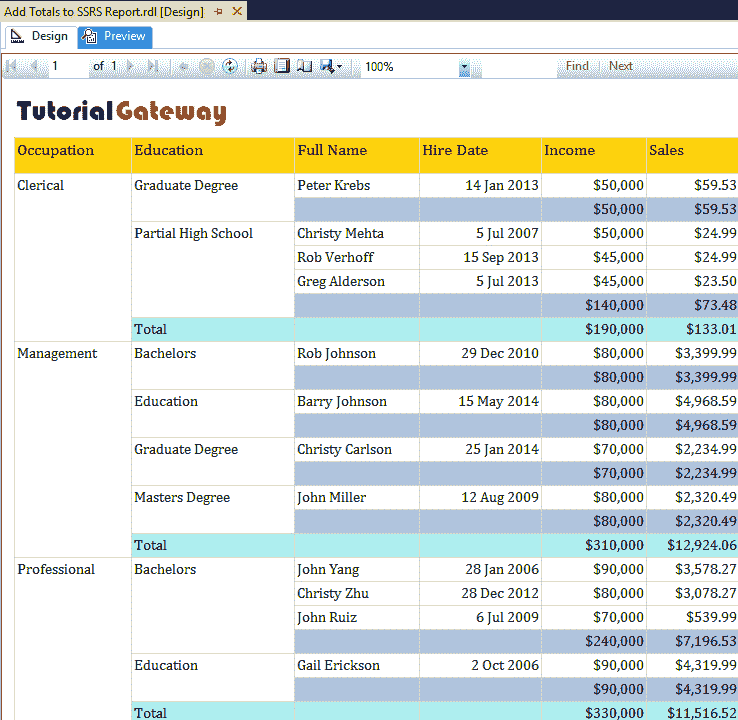 Add Totals to SSRS Report.rdl [Design]
Design Preview
1 of 1 100% Find | Next
TutorialGateway
Occupation Education Full Name Hire Date Income Sales
Clerical Graduate Degree Peter Krebs 14 Jan 2013 $50,000 $59.53
$50,000 $59.53
Partial High School Christy Mehta 5 Jul 2007 $50,000 $24.99
Rob Verhoff 15 Sep 2013 $45,000 $24.99
Greg Alderson 5 Jul 2013 $45,000 $23.50
$140,000 $73.48
Total $190,000 $133.01
Management Bachelors Rob Johnson 29 Dec 2010 $80,000 $3,399.99
$80,000 $3,399.99
Education Barry Johnson 15 May 2014 $80,000 $4,968.59
$80,000 $4,968.59
Graduate Degree Christy Carlson 25 Jan 2014 $70,000 $2,234.99
$70,000 $2,234.99
Masters Degree John Miller 12 Aug 2009 $80,000 $2,320.49
$80,000 $2,320.49
Total $310,000 $12,924.06
Professional Bachelors John Yang 28 Jan 2006 $90,000 $3,578.27
Christy Zhu 28 Dec 2012 $80,000 $3,078.27
John Ruiz 6 Jul 2009 $70,000 $539.99
$240,000 $7,196.53
Education Gail Erickson 2 Oct 2006 $90,000 $4,319.99
$90,000 $4,319.99
Total $330,000 $11,516.52